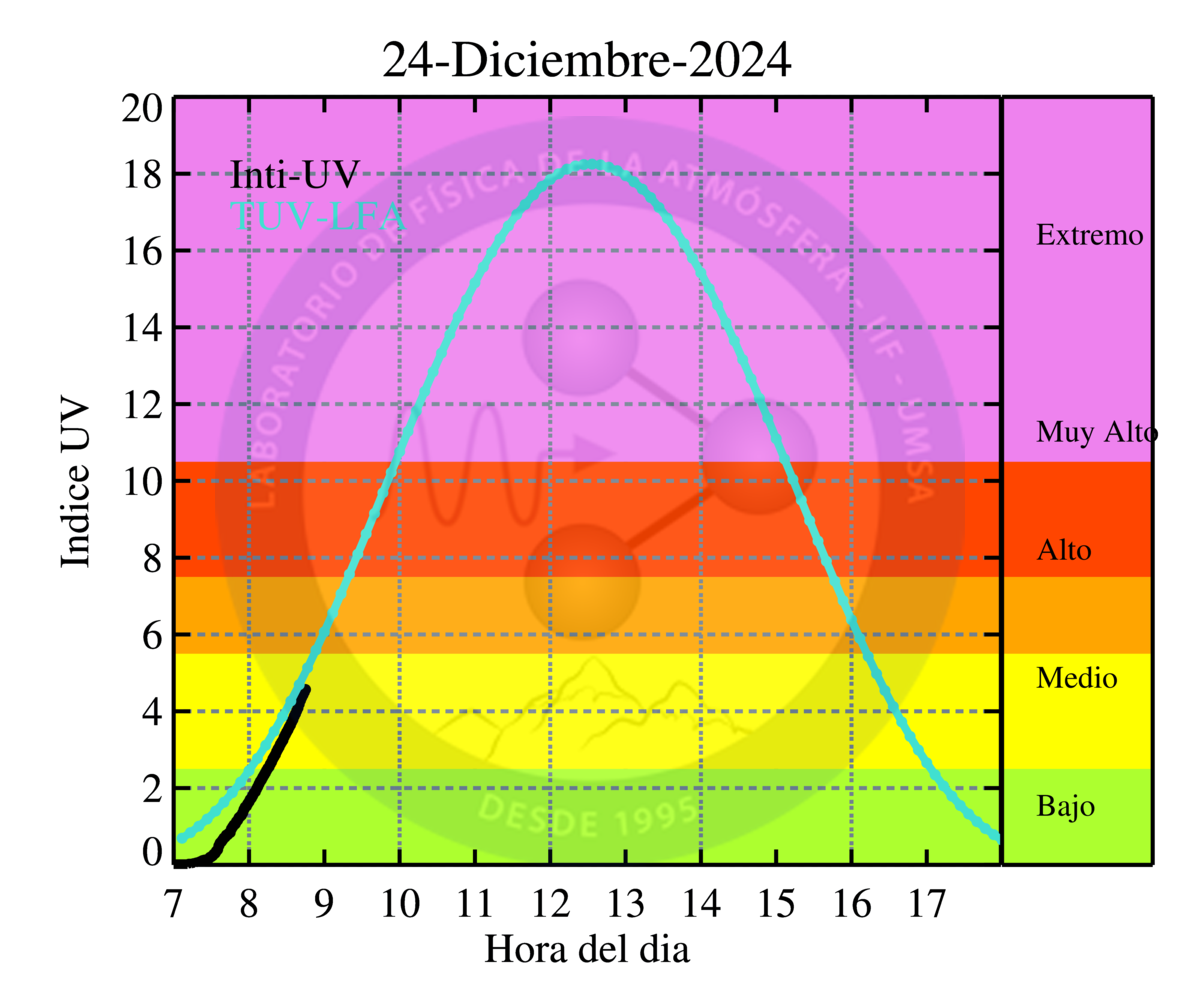 24-Diciembre-2024
Inti-UV
TUV-LFA
LABORATORIO DE FÍSICA DE LA ATMÓSFERA - IIF - UMSA
DESDE 1995
Indice UV
20
18
16
14
12
10
8
6
4
2
0
Extremo
Muy Alto
Alto
Medio
Bajo
7 8 9 10 11 12 13 14 15 16 17
Hora del dia